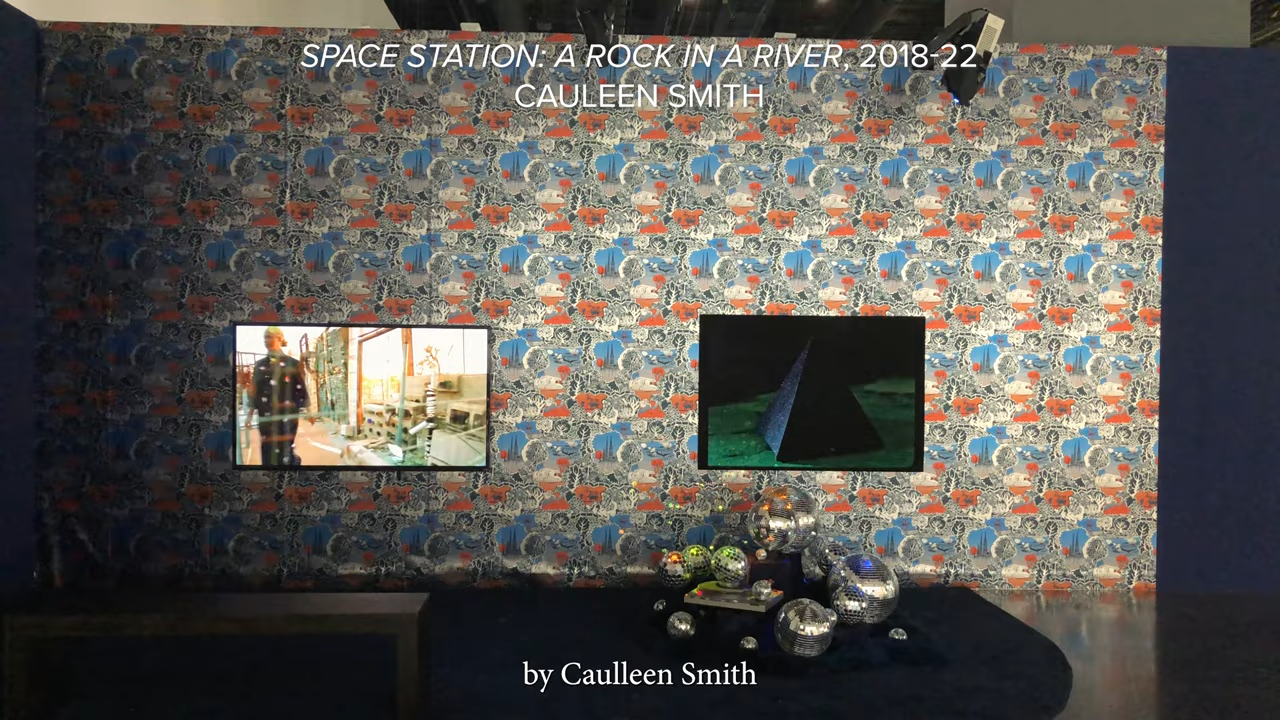 SPACE STATION: A ROCK IN A RIVER, 2018-22
CAULEEN SMITH
by Caulleen Smith